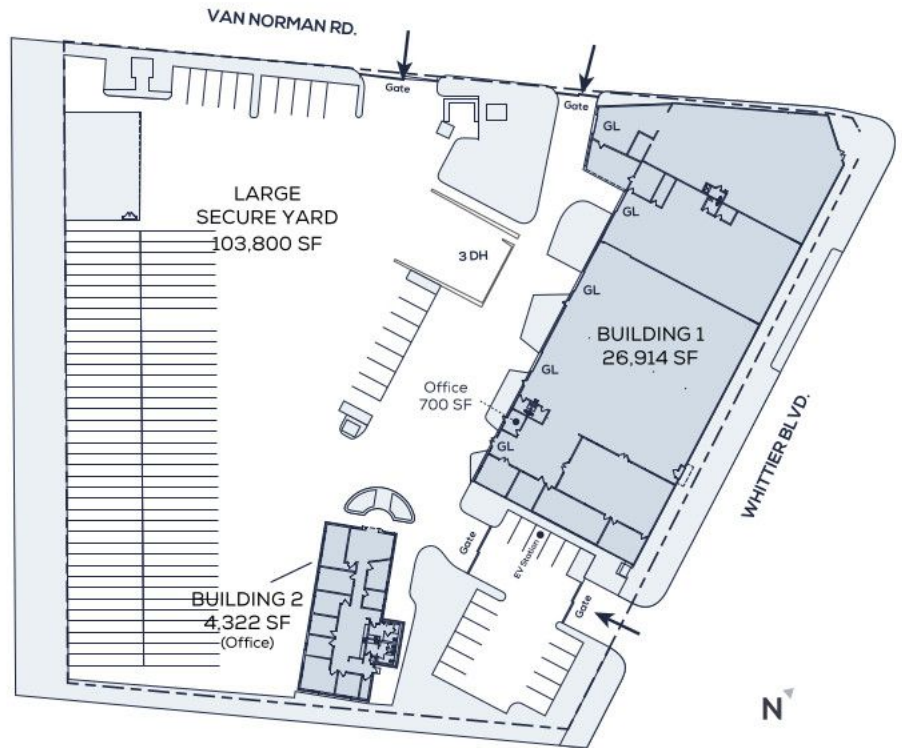 VAN NORMAN RD.
Gate
Gate
GL
LARGE
SECURE YARD
103,800 SF
GL
3 DH
GL
BUILDING 1
26,914 SF
GL
Office
700 SF
GL
WHITTIER BLVD.
Gate
EV Station
BUILDING 2
4,322 SF
(Office)
Gate
N